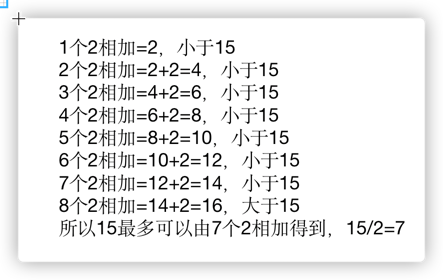 1个2相加=2，小于15
2个2相加=2+2=4，小于15
3个2相加=4+2=6，小于15
4个2相加=6+2=8，小于15
5个2相加=8+2=10，小于15
6个2相加=10+2=12，小于15
7个2相加=12+2=14，小于15
8个2相加=14+2=16，大于15
所以15最多可以由7个2相加得到，15/2=7